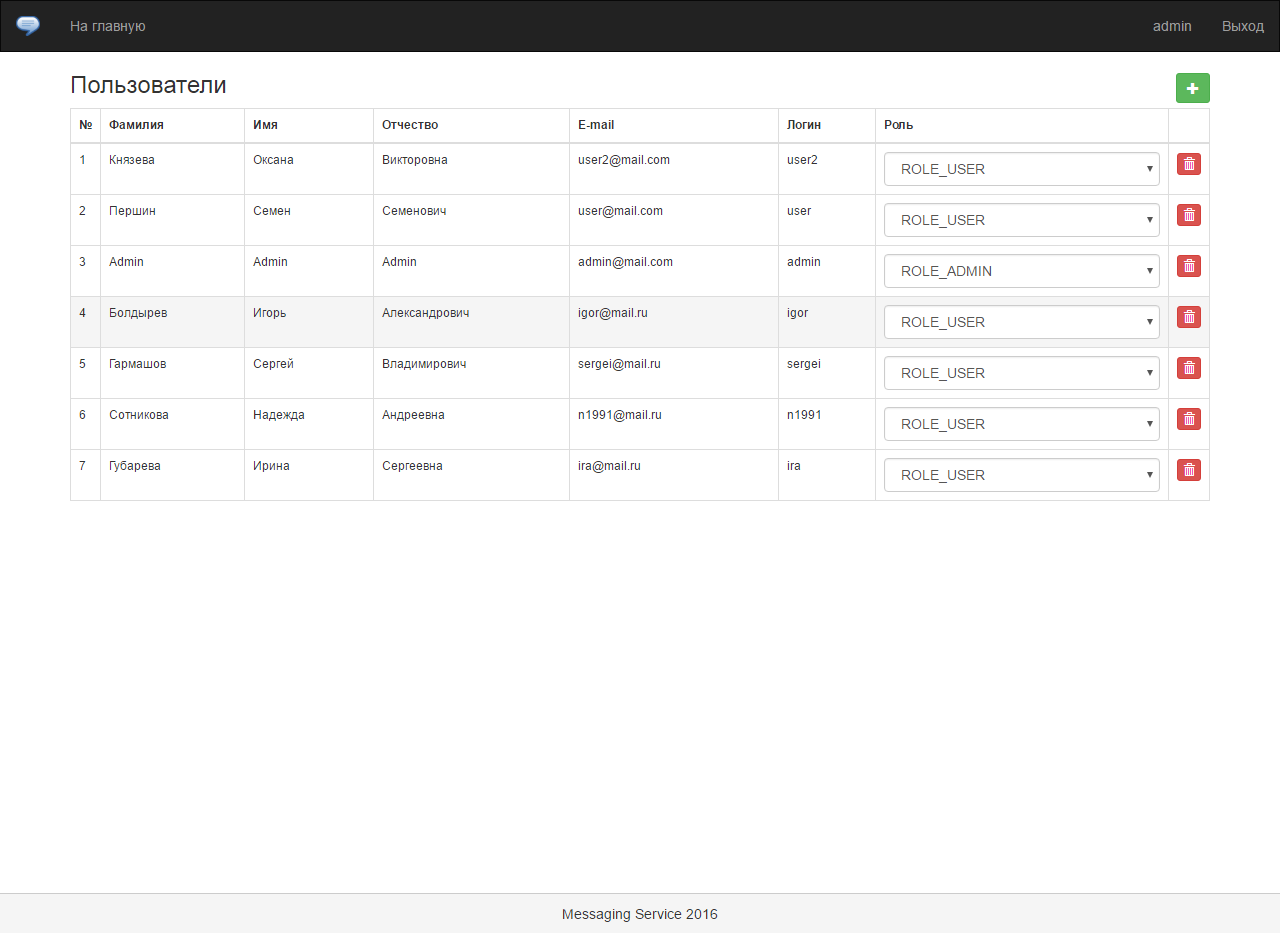 На главную admin Выход
Пользователи
№ Фамилия Имя Отчество E-mail Логин Роль
1 Князева Оксана Викторовна user2@mail.com user2 ROLE_USER
2 Першин Семен Семенович user@mail.com user ROLE_USER
3 Admin Admin Admin admin@mail.com admin ROLE_ADMIN
4 Болдырев Игорь Александрович igor@mail.ru igor ROLE_USER
5 Гармашов Сергей Владимирович sergei@mail.ru sergei ROLE_USER
6 Сотникова Надежда Андреевна n1991@mail.ru n1991 ROLE_USER
7 Губарева Ирина Сергеевна ira@mail.ru ira ROLE_USER
Messaging Service 2016